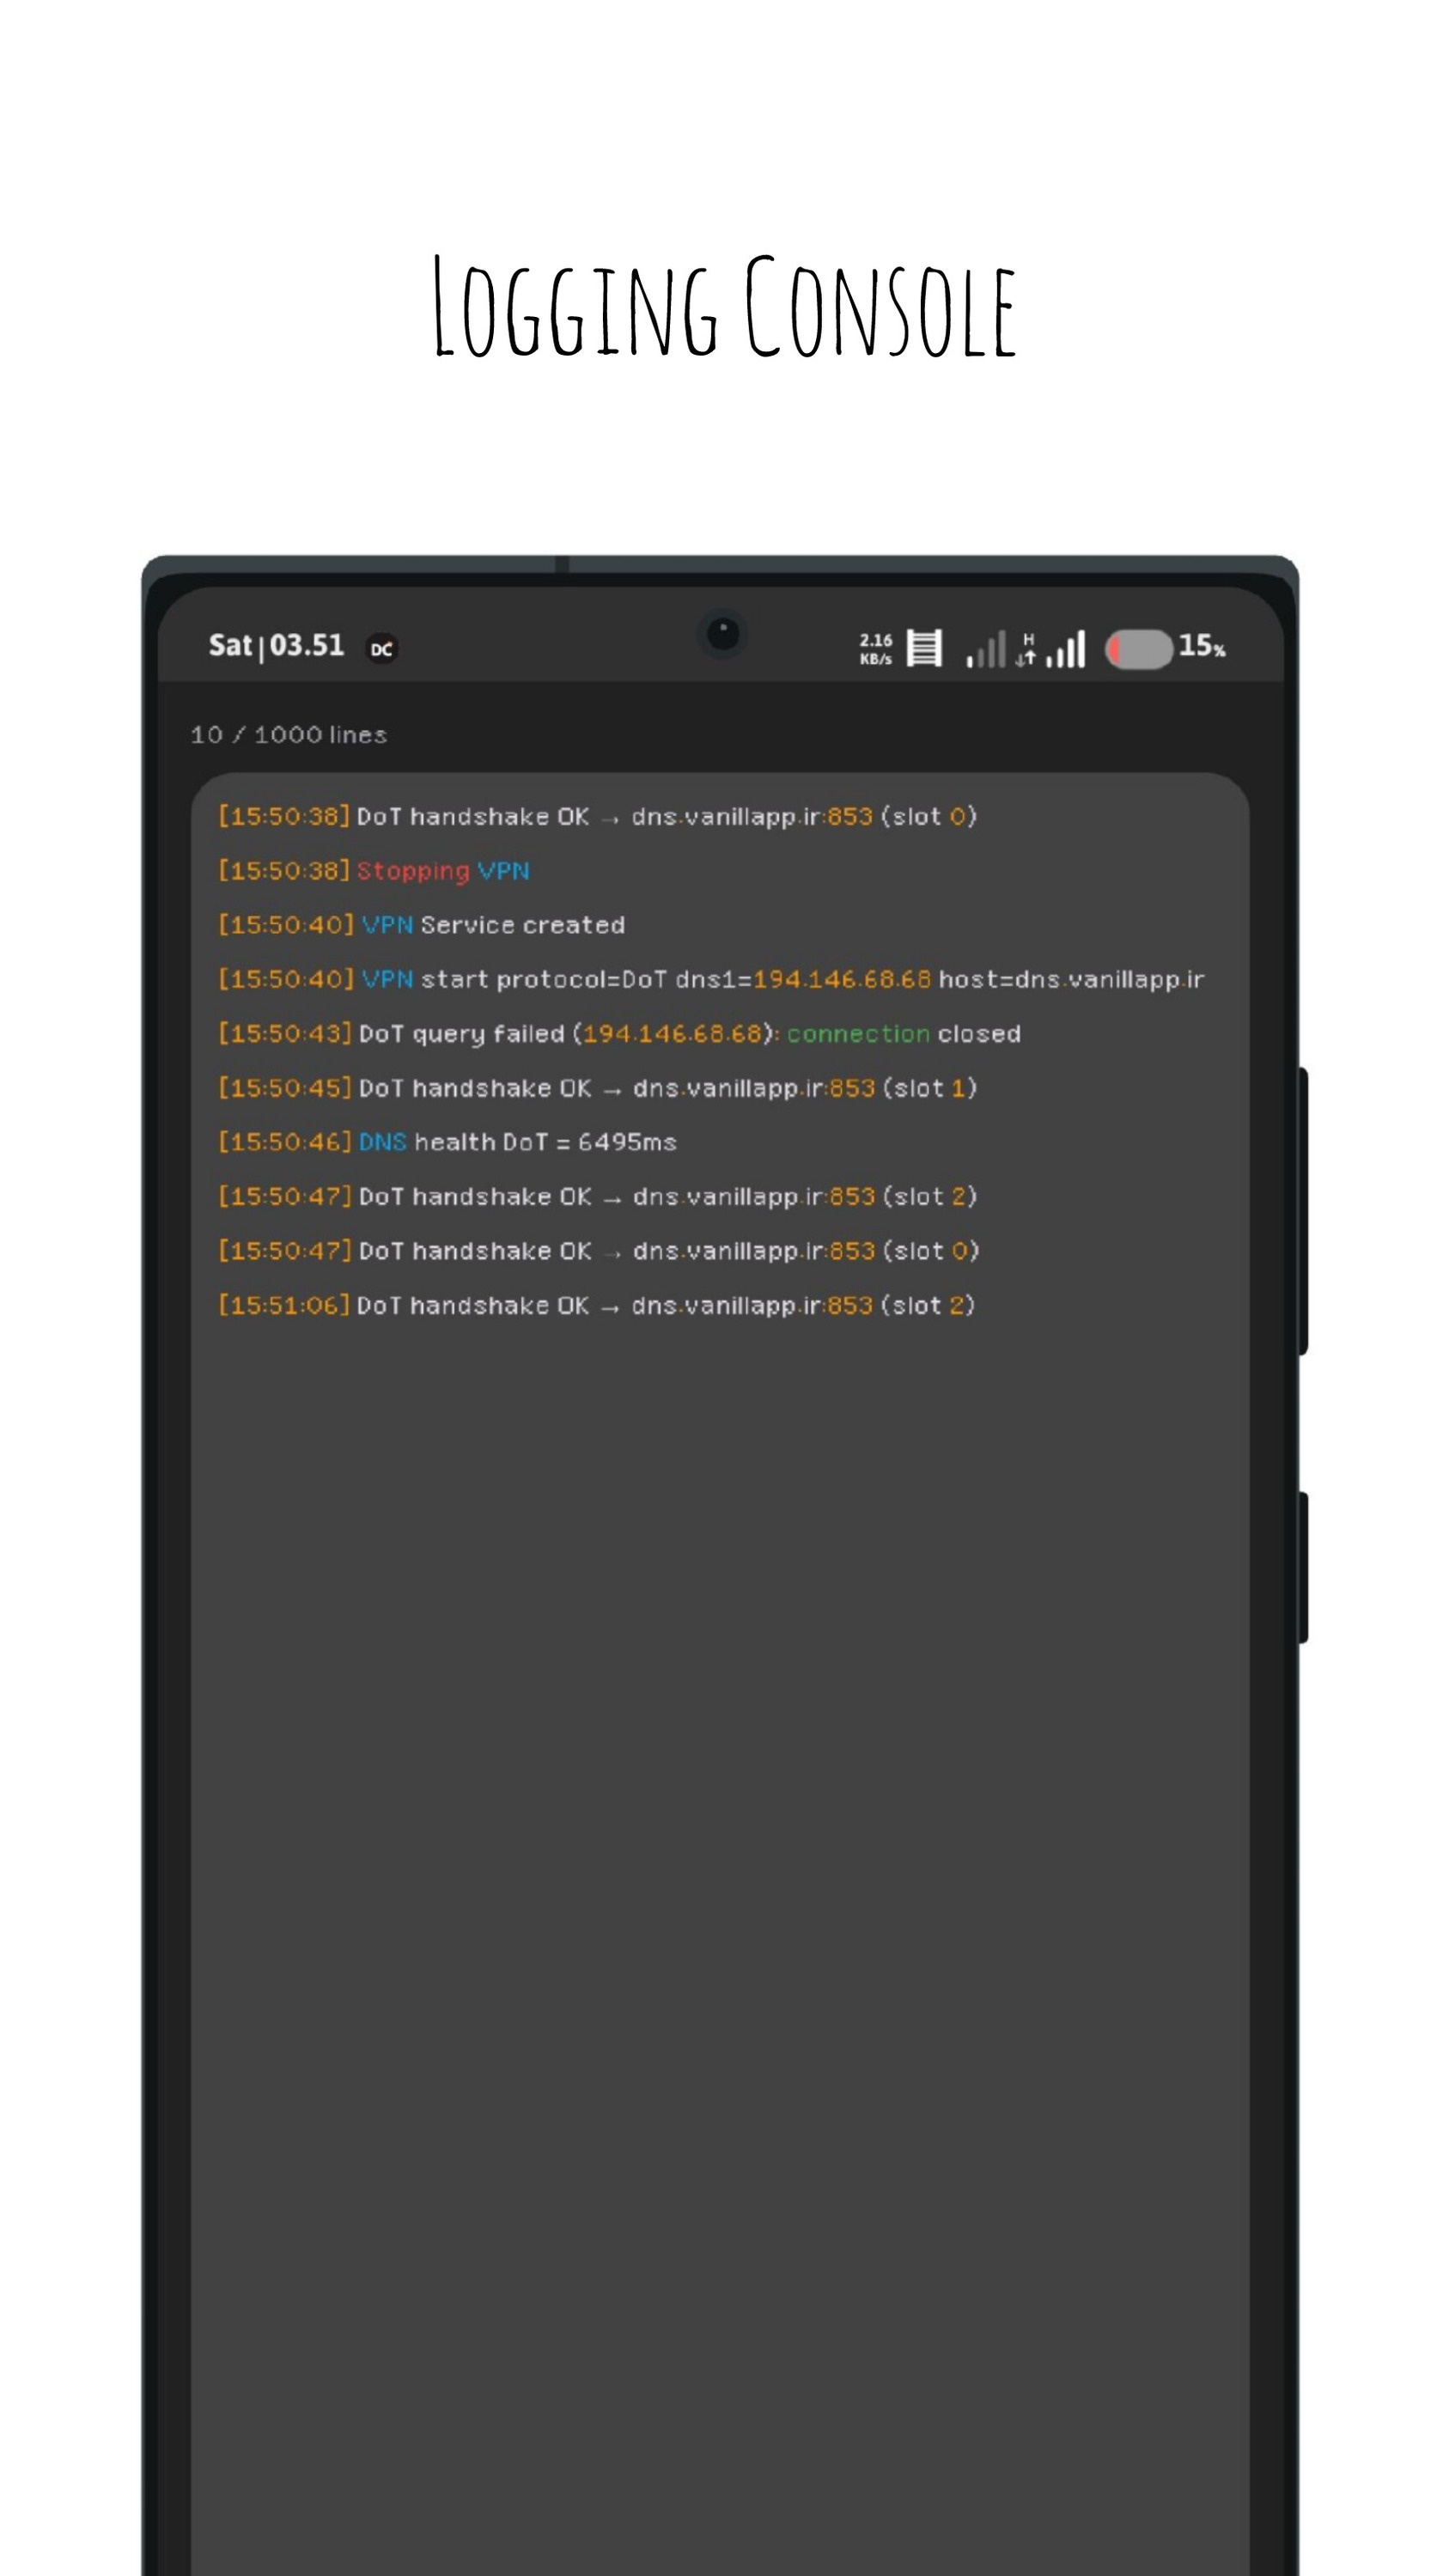 Logging Console
Sat | 03.51 DC 2.16 KB/s H 15%
10 / 1000 lines
[15:50:38] DoT handshake OK → dns.vanillapp.ir:853 (slot 0)
[15:50:38] Stopping VPN
[15:50:40] VPN Service created
[15:50:40] VPN start protocol=DoT dns1=194.146.68.68 host=dns.vanillapp.ir
[15:50:43] DoT query failed (194.146.68.68): connection closed
[15:50:45] DoT handshake OK → dns.vanillapp.ir:853 (slot 1)
[15:50:46] DNS health DoT = 6495ms
[15:50:47] DoT handshake OK → dns.vanillapp.ir:853 (slot 2)
[15:50:47] DoT handshake OK → dns.vanillapp.ir:853 (slot 0)
[15:51:06] DoT handshake OK → dns.vanillapp.ir:853 (slot 2)